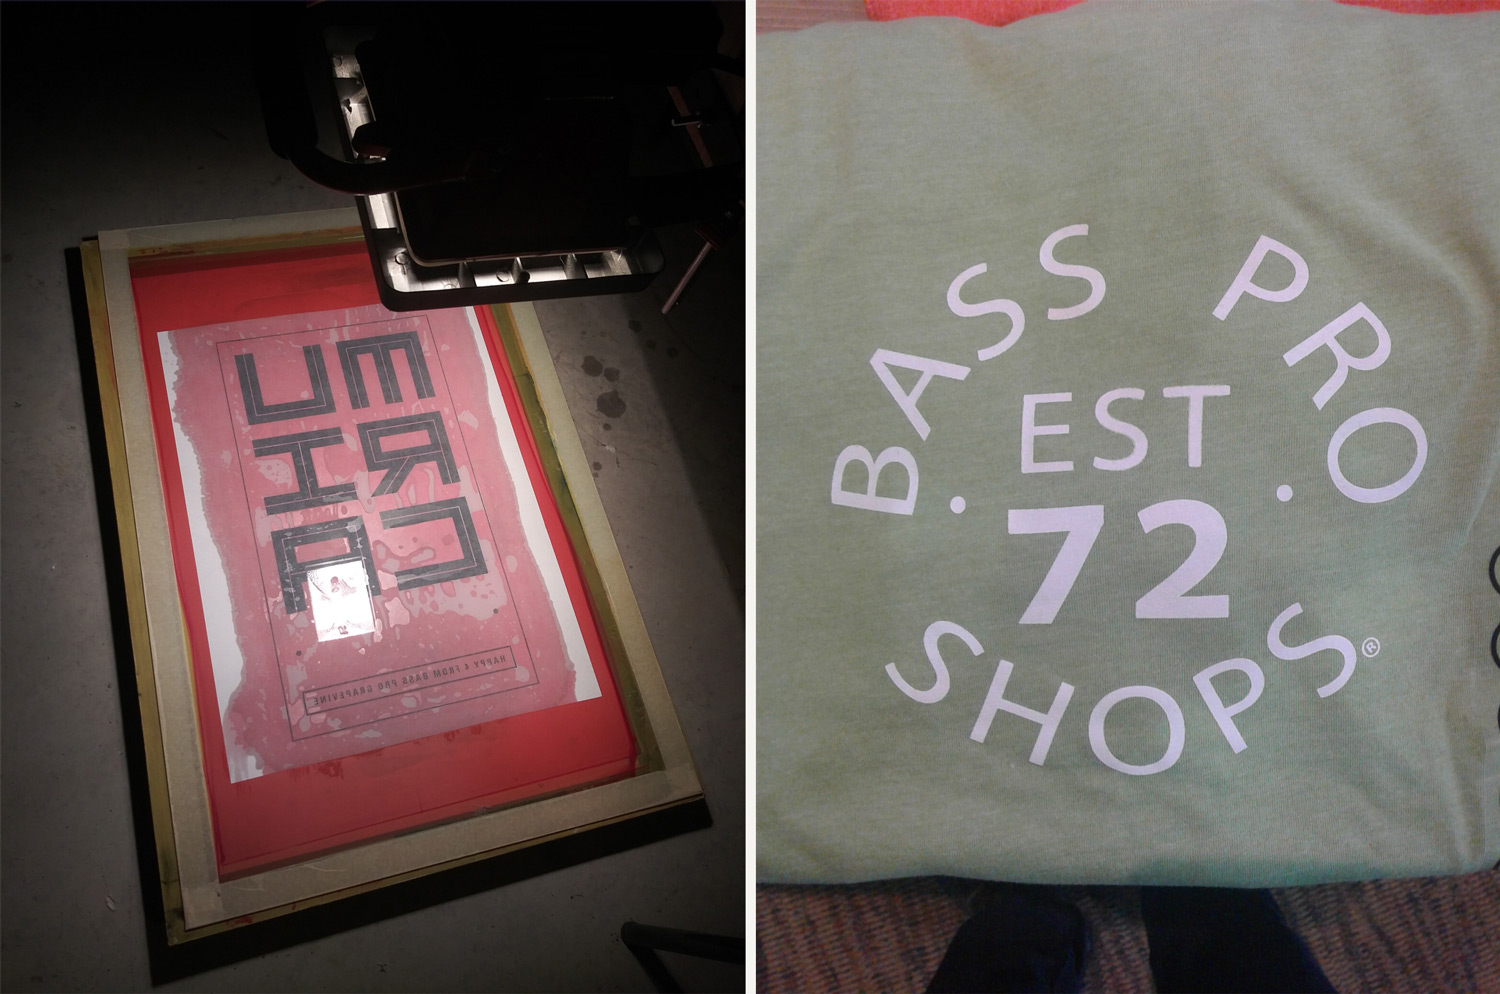 HAPPY 4 FROM BASS PRO GRAPEVINE
BASS PRO
· EST ·
72
SHOPS®